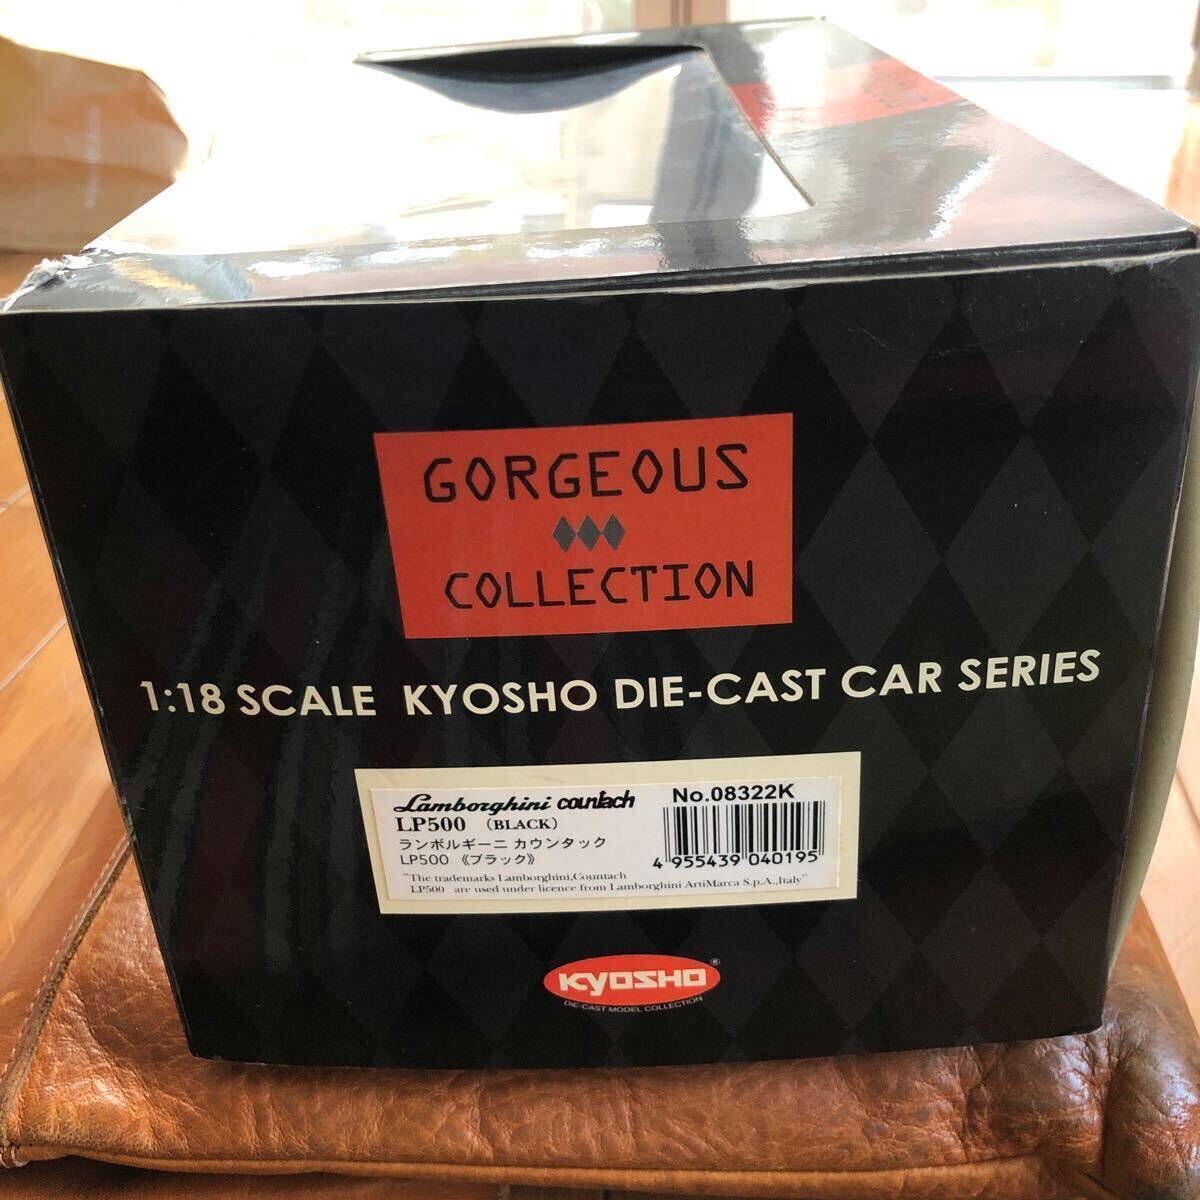 GORGEOUS
COLLECTION
1:18 SCALE KYOSHO DIE-CAST CAR SERIES
Lamborghini countach
LP500 (BLACK)
ランボルギーニ カウンタック
LP500 《ブラック》
No.08322K
4 955439 040195
"The trademarks Lamborghini,Countach
LP500 are used under licence from Lamborghini ArtiMarca S.p.A.,Italy"
KYOSHO®
DIE-CAST MODEL COLLECTION